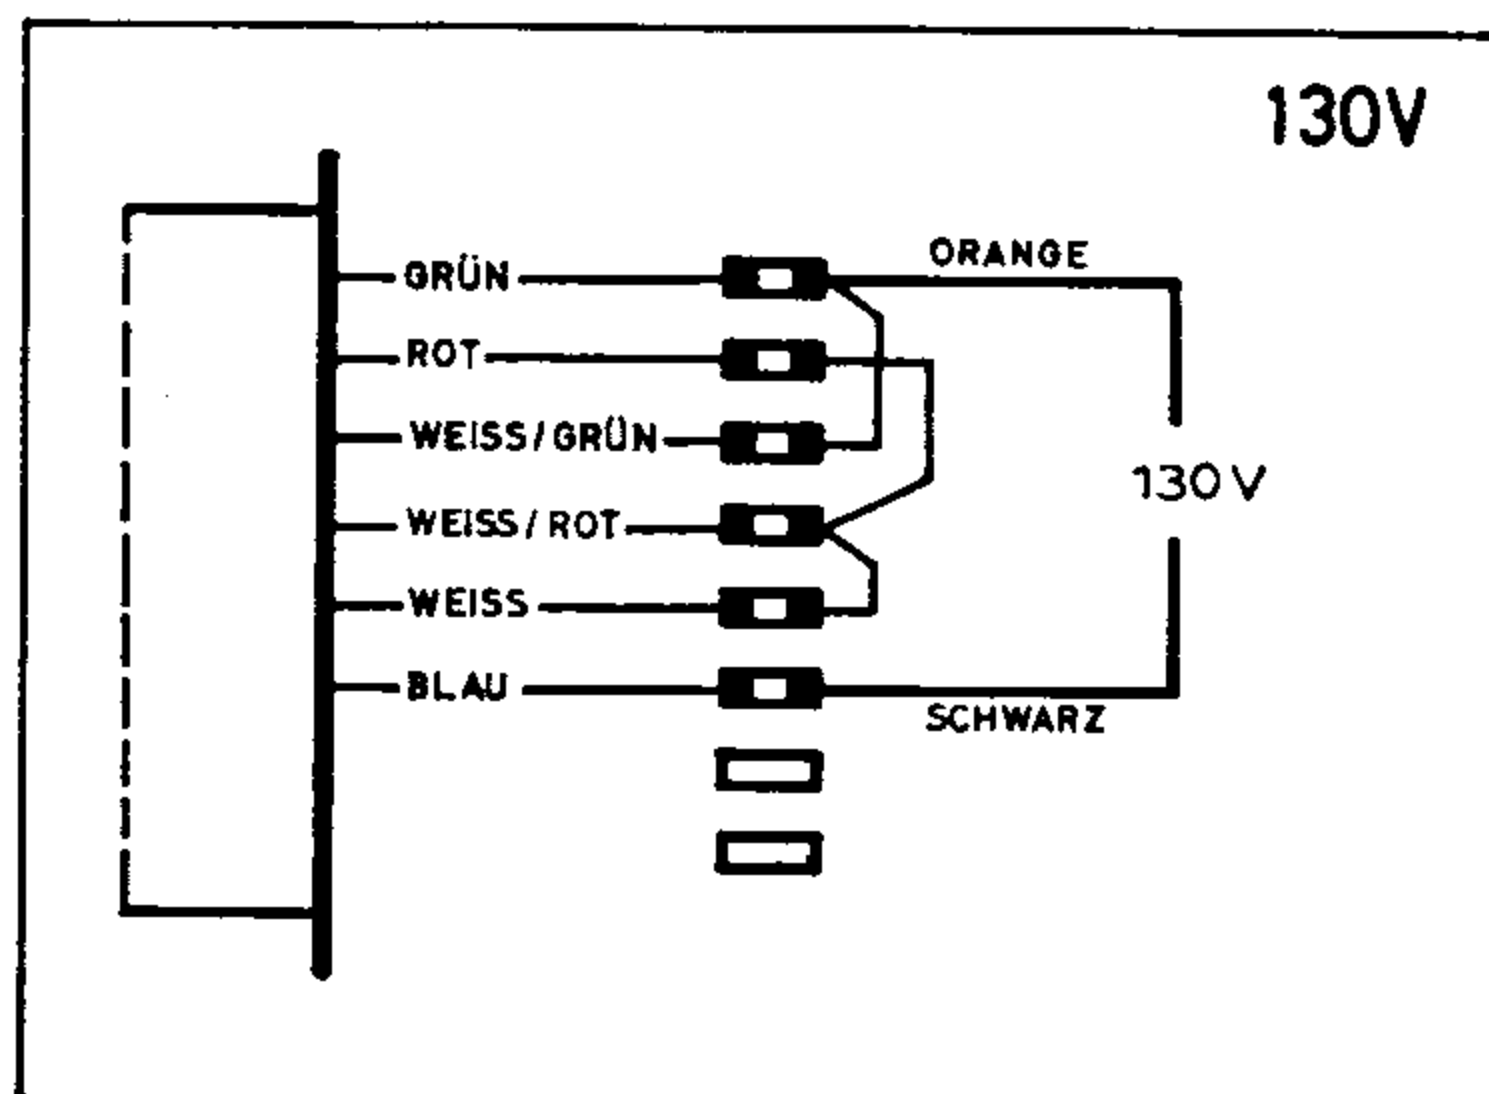 130V
ORANGE
GRÜN
ROT
WEISS/GRÜN
130V
WEISS/ROT
WEISS
BLAU
SCHWARZ